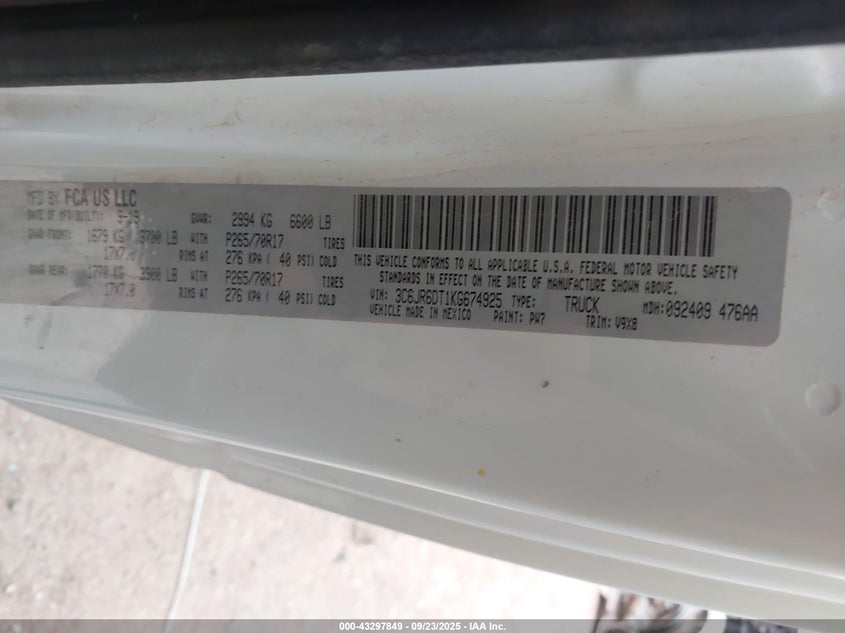 MFD BY: FCA US LLC
DATE OF MFR(BUILT): 9-19 GVWR: 2994 KG 6600 LB
GAWR FRONT: 1679 KG 3700 LB WITH P265/70R17 TIRES
17X7.0 RIMS AT 276 KPA ( 40 PSI) COLD
GAWR REAR: 1770 KG 3900 LB WITH P265/70R17 TIRES
17X7.0 RIMS AT 276 KPA ( 40 PSI) COLD
THIS VEHICLE CONFORMS TO ALL APPLICABLE U.S.A. FEDERAL MOTOR VEHICLE SAFETY
STANDARDS IN EFFECT ON THE DATE OF MANUFACTURE SHOWN ABOVE.
VIN: 3C6JR6DT1KG674925 TYPE: TRUCK MDH: 092409 476AA
VEHICLE MADE IN MEXICO PAINT: PW7 TRIM: V9X8
000-43297849 - 09/23/2025 - IAA Inc.